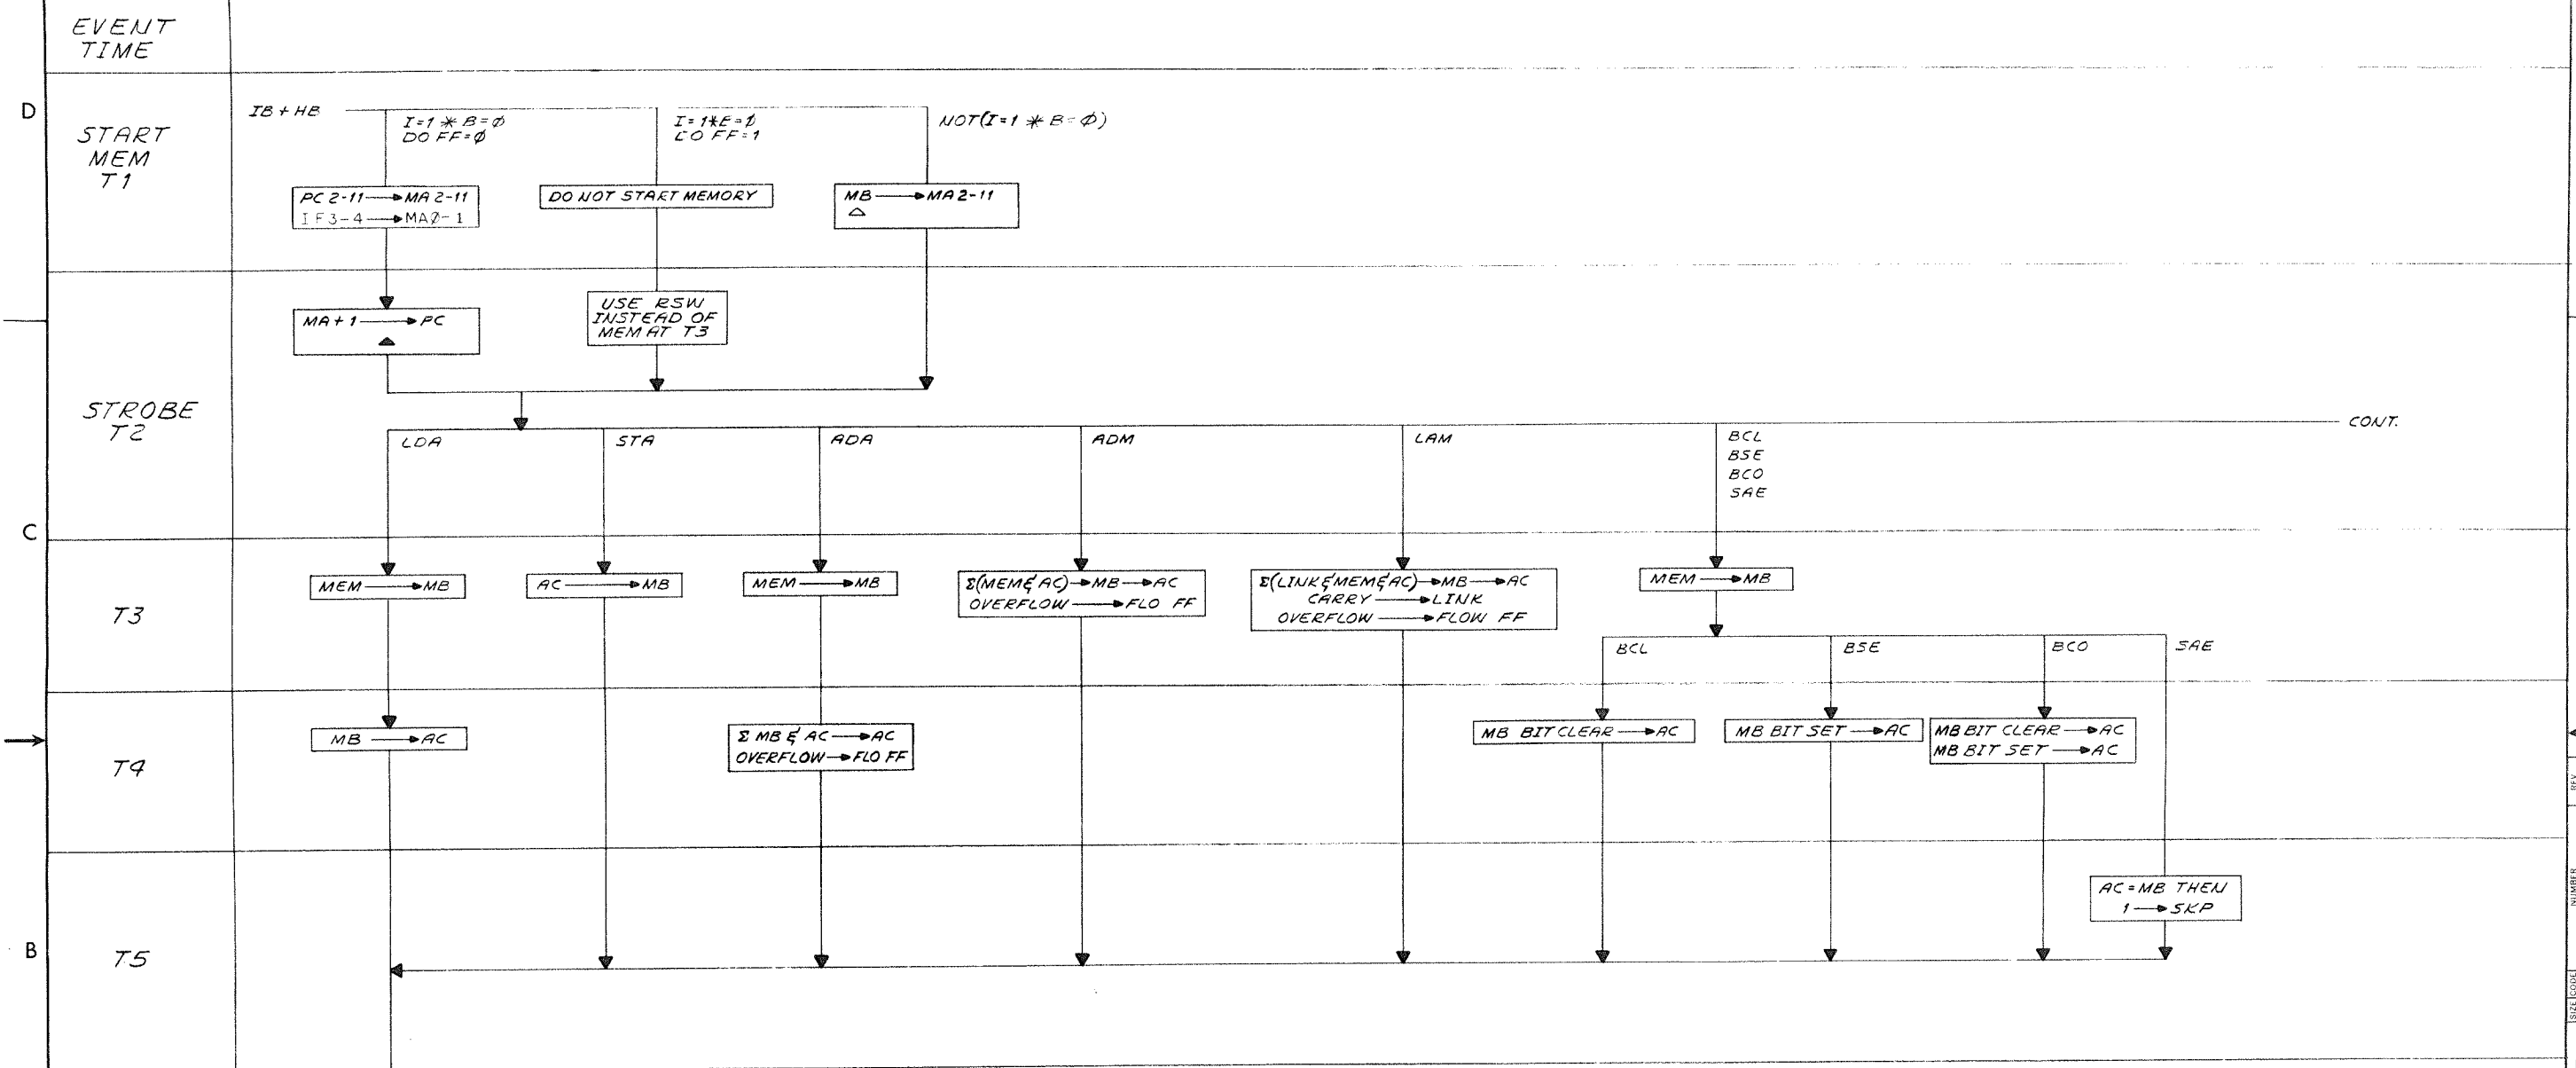 EVENT
TIME
D
START
MEM
T1
IB + HB
I=1 * B=Ø
DO FF=Ø
DO FF=1
NOT(I=1 * B=Ø)
PC 2-11 → MA 2-11
IF3-4 → MAØ-1
DO NOT START MEMORY
MB → MA 2-11
MA+1 → PC
USE RSW
INSTEAD OF
MEM AT T3
STROBE
T2
LDA
STA
ADA
ADM
LAM
BCL
BSE
BCO
SAE
CONT.
C
T3
MEM → MB
AC → MB
MEM → MB
Σ(MEM & AC) → MB → AC
OVERFLOW → FLO FF
Σ(LINK & MEM & AC) → MB → AC
CARRY → LINK
OVERFLOW → FLOW FF
MEM → MB
BCL
BSE
BCO
SAE
T4
MB → AC
Σ MB & AC → AC
OVERFLOW → FLO FF
MB BIT CLEAR → AC
MB BIT SET → AC
MB BIT CLEAR → AC
MB BIT SET → AC
REV
NUMBER
B
T5
AC = MB THEN
1 → SKP
SIZE CODE